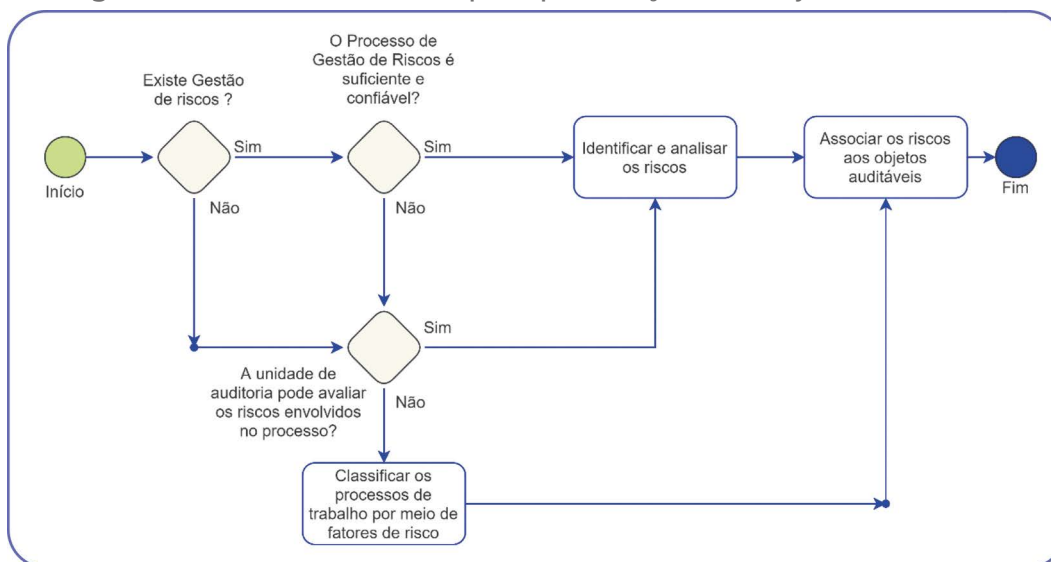 O Processo de
Gestão de Riscos é
suficiente e
confiável?
Existe Gestão
de riscos ?
Sim
Sim
Início
Não
Não
Identificar e analisar
os riscos
Associar os riscos
aos objetos
auditáveis
Fim
Sim
A unidade de
auditoria pode avaliar
os riscos envolvidos
no processo?
Não
Classificar os
processos de
trabalho por meio de
fatores de risco